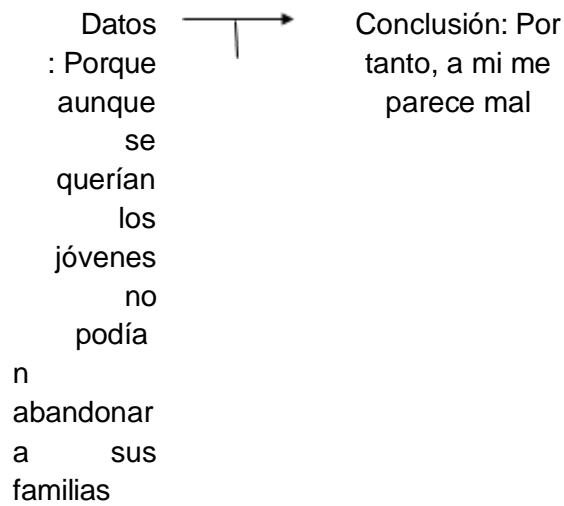 Datos
: Porque
aunque
se
querían
los
jóvenes
no
podía
n
abandonar
a sus
familias
Conclusión: Por
tanto, a mi me
parece mal